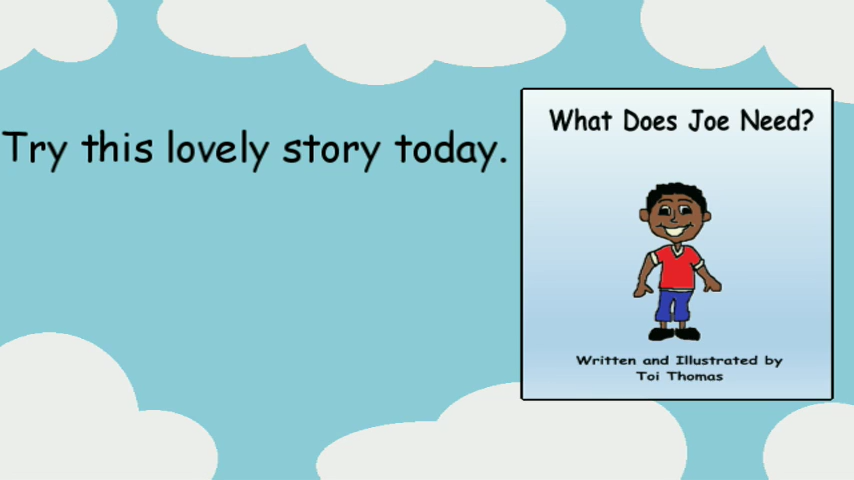 Try this lovely story today.
What Does Joe Need?
Written and Illustrated by
Toi Thomas